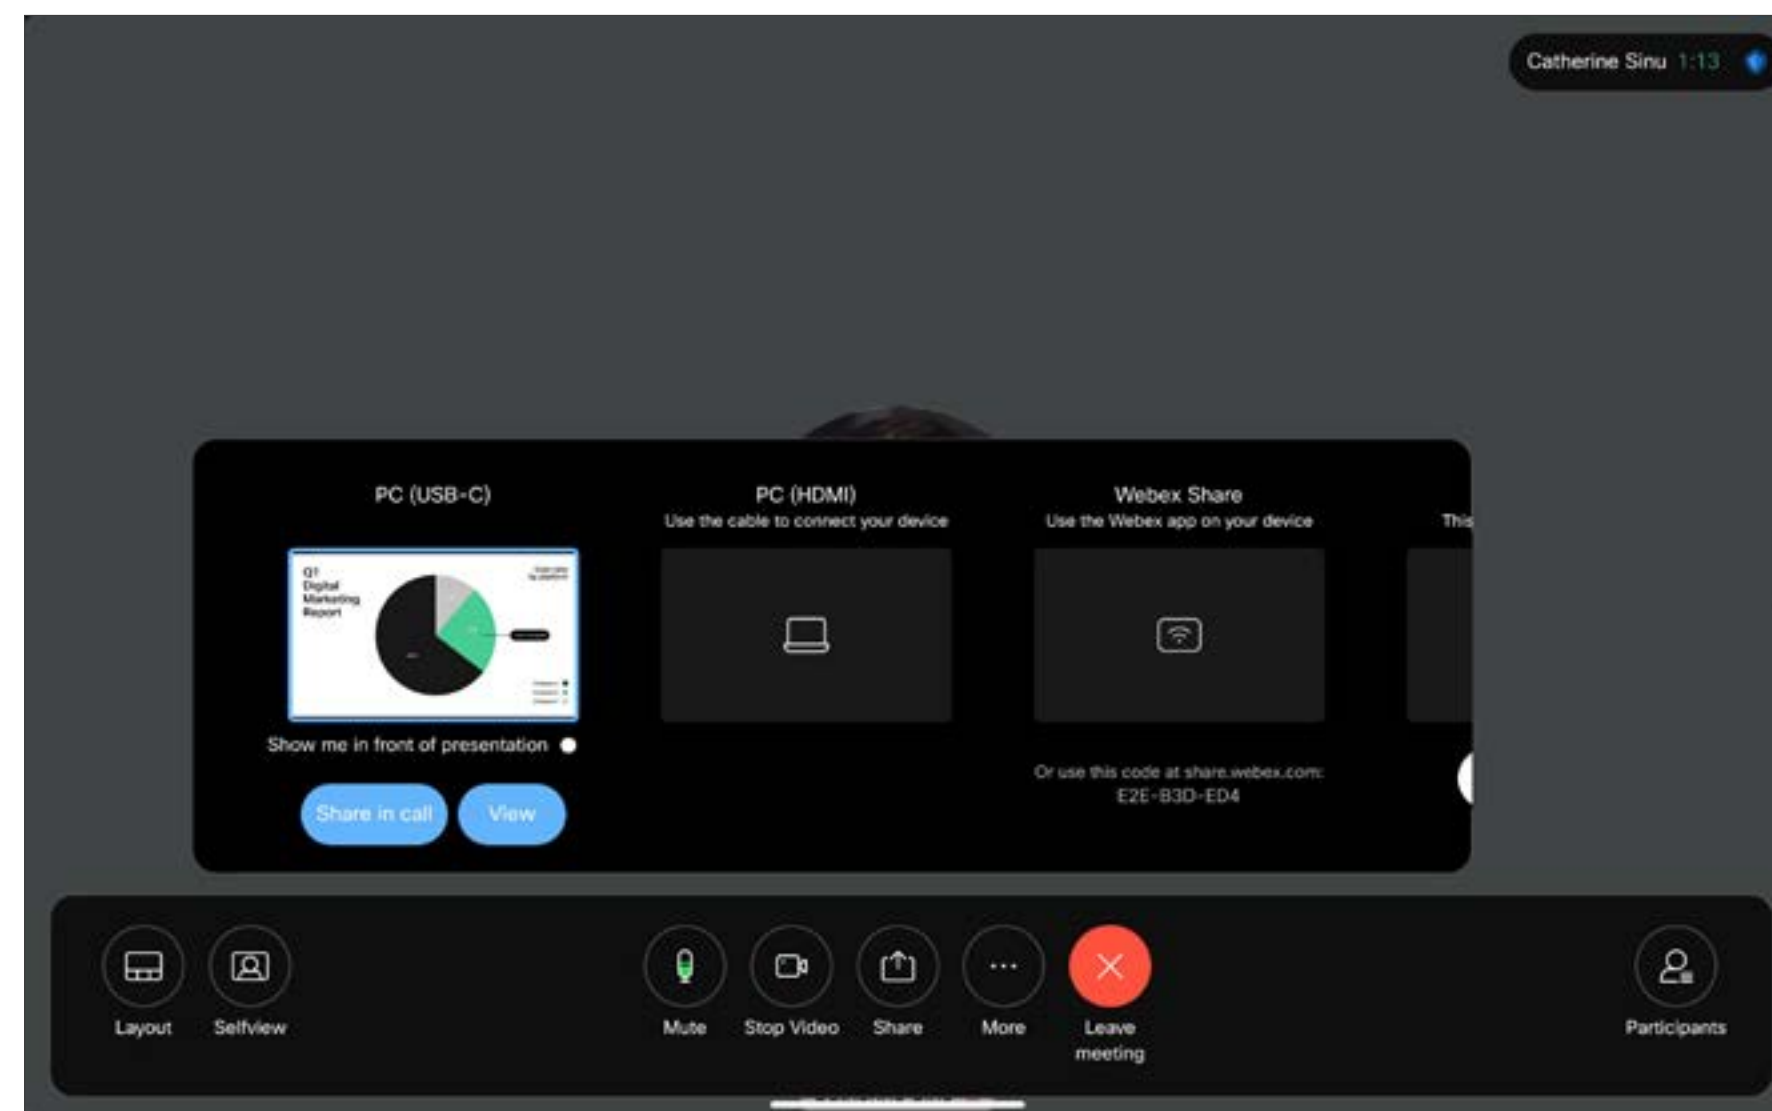 Catherine Sinu 1:13
PC (USB-C)
PC (HDMI)
Use the cable to connect your device
Webex Share
Use the Webex app on your device
This
Q1
Digital
Marketing
Report
Show me in front of presentation
Share in call
View
Or use this code at share.webex.com:
E2E-B3D-ED4
Layout
Selfview
Mute
Stop Video
Share
More
Leave
meeting
Participants